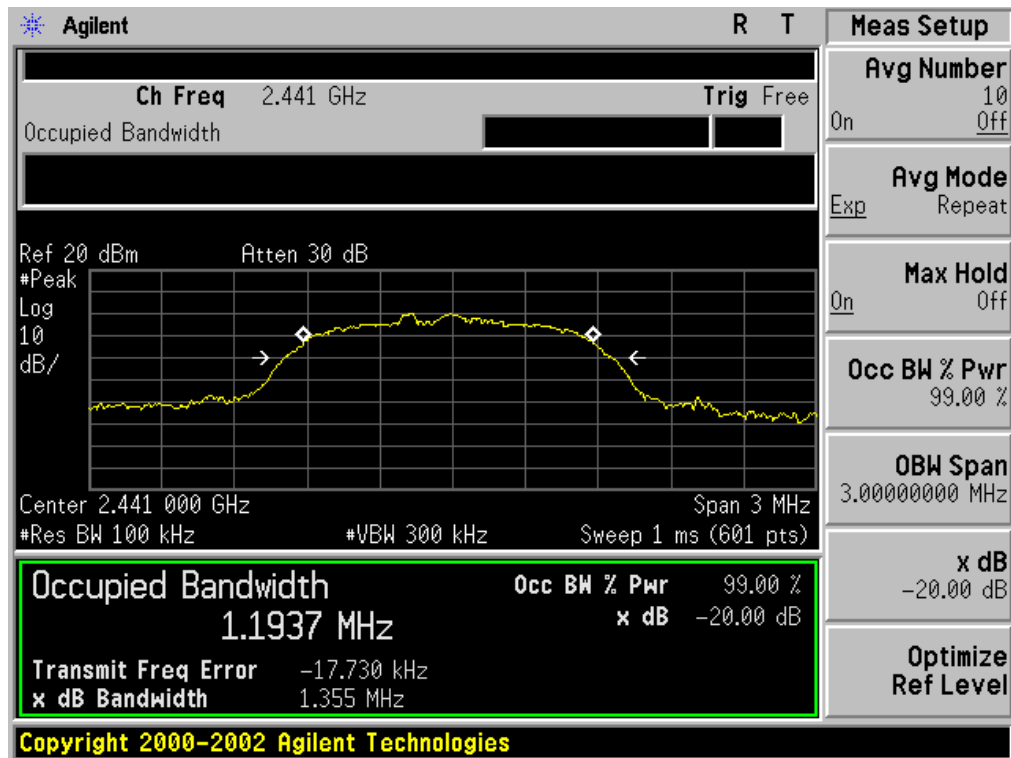 Agilent R T
Meas Setup
Ch Freq 2.441 GHz Trig Free
Occupied Bandwidth
Ref 20 dBm Atten 30 dB
#Peak
Log
10
dB/
Center 2.441 000 GHz Span 3 MHz
#Res BW 100 kHz #VBW 300 kHz Sweep 1 ms (601 pts)
Occupied Bandwidth Occ BW % Pwr 99.00 %
1.1937 MHz x dB -20.00 dB
Transmit Freq Error -17.730 kHz
x dB Bandwidth 1.355 MHz
Copyright 2000-2002 Agilent Technologies
Avg Number
10
On Off
Avg Mode
Exp Repeat
Max Hold
On Off
Occ BW % Pwr
99.00 %
OBW Span
3.00000000 MHz
x dB
-20.00 dB
Optimize
Ref Level